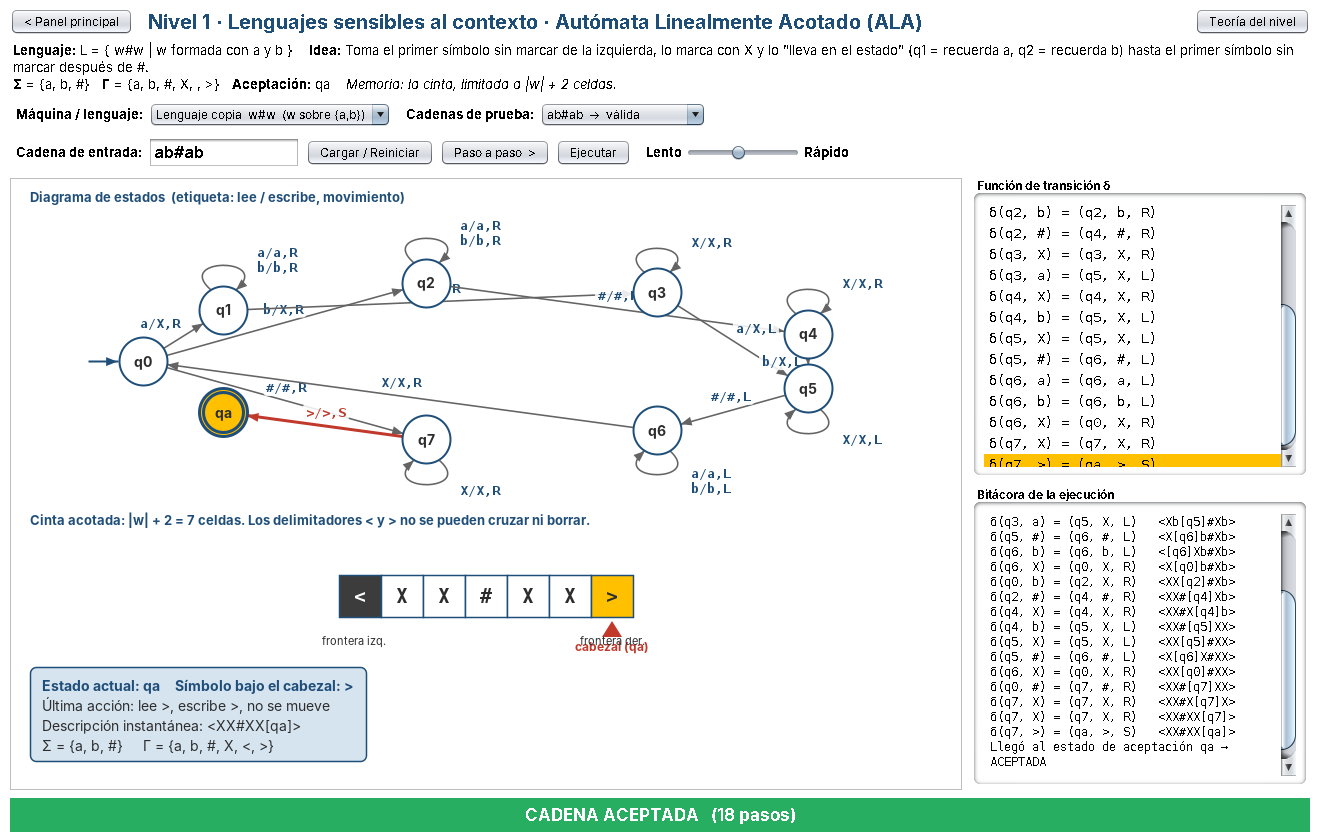 < Panel principal
Nivel 1 · Lenguajes sensibles al contexto · Autómata Linealmente Acotado (ALA)
Teoría del nivel
Lenguaje: L = { w#w | w formada con a y b } Idea: Toma el primer símbolo sin marcar de la izquierda, lo marca con X y lo "lleva en el estado" (q1 = recuerda a, q2 = recuerda b) hasta el primer símbolo sin
marcar después de #.
Σ = {a, b, #} Γ = {a, b, #, X, , >} Aceptación: qa Memoria: la cinta, limitada a |w| + 2 celdas.
Máquina / lenguaje: Lenguaje copia w#w (w sobre {a,b}) Cadenas de prueba: ab#ab → válida
Cadena de entrada: ab#ab Cargar / Reiniciar Paso a paso > Ejecutar Lento Rápido
Diagrama de estados (etiqueta: lee / escribe, movimiento)
a/a,R
b/b,R
a/a,R
b/b,R
X/X,R
X/X,R
q1
q2
R
#/#,
q3
b/X,R
a/X,R
q0
a/X,L
q4
b/X,L
q5
#/#,R
X/X,R
#/#,L
qa
>/>,S
q7
q6
X/X,L
a/a,L
b/b,L
X/X,R
Cinta acotada: |w| + 2 = 7 celdas. Los delimitadores < y > no se pueden cruzar ni borrar.
< X X # X X >
frontera izq.
frontera der.
cabezal (qa)
Estado actual: qa Símbolo bajo el cabezal: >
Última acción: lee >, escribe >, no se mueve
Descripción instantánea: <XX#XX[qa]>
Σ = {a, b, #} Γ = {a, b, #, X, <, >}
Función de transición δ
δ(q2, b) = (q2, b, R)
δ(q2, #) = (q4, #, R)
δ(q3, X) = (q3, X, R)
δ(q3, a) = (q5, X, L)
δ(q4, X) = (q4, X, R)
δ(q4, b) = (q5, X, L)
δ(q5, X) = (q5, X, L)
δ(q5, #) = (q6, #, L)
δ(q6, a) = (q6, a, L)
δ(q6, b) = (q6, b, L)
δ(q6, X) = (q0, X, R)
δ(q7, X) = (q7, X, R)
δ(q7, >) = (qa, >, S)
Bitácora de la ejecución
δ(q3, a) = (q5, X, L) <Xb[q5]#Xb>
δ(q5, #) = (q6, #, L) <X[q6]b#Xb>
δ(q6, b) = (q6, b, L) <[q6]Xb#Xb>
δ(q6, X) = (q0, X, R) <X[q0]b#Xb>
δ(q0, b) = (q2, X, R) <XX[q2]#Xb>
δ(q2, #) = (q4, #, R) <XX#[q4]Xb>
δ(q4, X) = (q4, X, R) <XX#X[q4]b>
δ(q4, b) = (q5, X, L) <XX#[q5]XX>
δ(q5, X) = (q5, X, L) <XX[q5]#XX>
δ(q5, #) = (q6, #, L) <X[q6]X#XX>
δ(q6, X) = (q0, X, R) <XX[q0]#XX>
δ(q0, #) = (q7, #, R) <XX#[q7]XX>
δ(q7, X) = (q7, X, R) <XX#X[q7]X>
δ(q7, X) = (q7, X, R) <XX#XX[q7]>
δ(q7, >) = (qa, >, S) <XX#XX[qa]>
Llegó al estado de aceptación qa →
ACEPTADA
CADENA ACEPTADA (18 pasos)